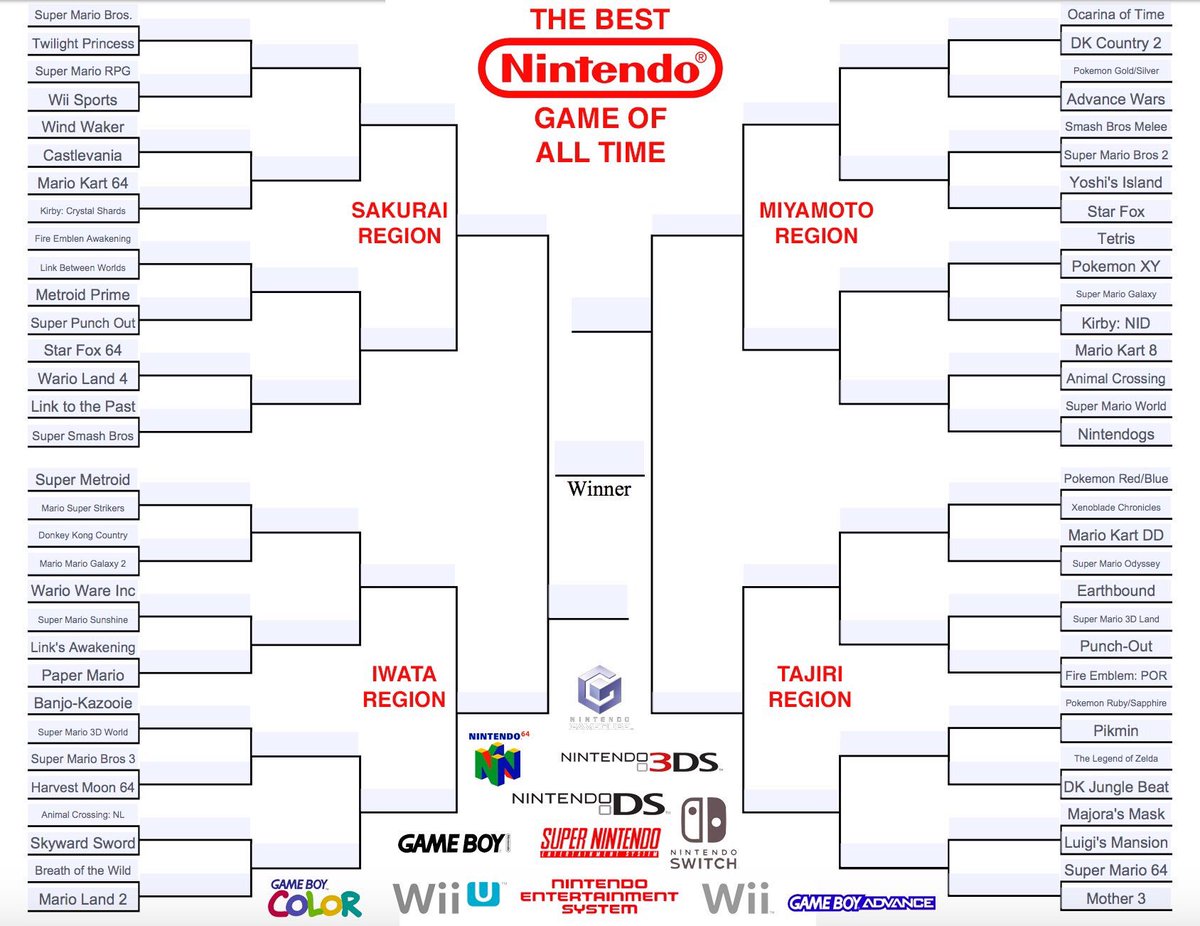 THE BEST
Nintendo®
GAME OF
ALL TIME
Super Mario Bros.
Twilight Princess
Super Mario RPG
Wii Sports
Wind Waker
Castlevania
Mario Kart 64
Kirby: Crystal Shards
Fire Emblen Awakening
Link Between Worlds
Metroid Prime
Super Punch Out
Star Fox 64
Wario Land 4
Link to the Past
Super Smash Bros
SAKURAI
REGION
Super Metroid
Mario Super Strikers
Donkey Kong Country
Mario Mario Galaxy 2
Wario Ware Inc
Super Mario Sunshine
Link's Awakening
Paper Mario
Banjo-Kazooie
Super Mario 3D World
Super Mario Bros 3
Harvest Moon 64
Animal Crossing: NL
Skyward Sword
Breath of the Wild
Mario Land 2
IWATA
REGION
Ocarina of Time
DK Country 2
Pokemon Gold/Silver
Advance Wars
Smash Bros Melee
Super Mario Bros 2
Yoshi's Island
Star Fox
Tetris
Pokemon XY
Super Mario Galaxy
Kirby: NID
Mario Kart 8
Animal Crossing
Super Mario World
Nintendogs
MIYAMOTO
REGION
Pokemon Red/Blue
Xenoblade Chronicles
Mario Kart DD
Super Mario Odyssey
Earthbound
Super Mario 3D Land
Punch-Out
Fire Emblem: POR
Pokemon Ruby/Sapphire
Pikmin
The Legend of Zelda
DK Jungle Beat
Majora's Mask
Luigi's Mansion
Super Mario 64
Mother 3
TAJIRI
REGION
Winner
NINTENDO
GAMECUBE
NINTENDO 64
NINTENDO 3DS
NINTENDO DS
GAME BOY
SUPER NINTENDO
ENTERTAINMENT SYSTEM
NINTENDO
SWITCH
GAME BOY
COLOR
Wii U
NINTENDO
ENTERTAINMENT
SYSTEM
Wii
GAME BOY ADVANCE